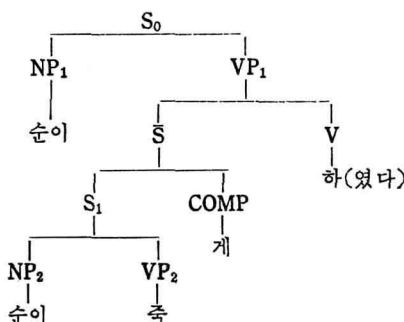 S₀
NP₁ VP₁
순이 S̄ V
하(였다)
S₁ COMP
게
NP₂ VP₂
순이 죽